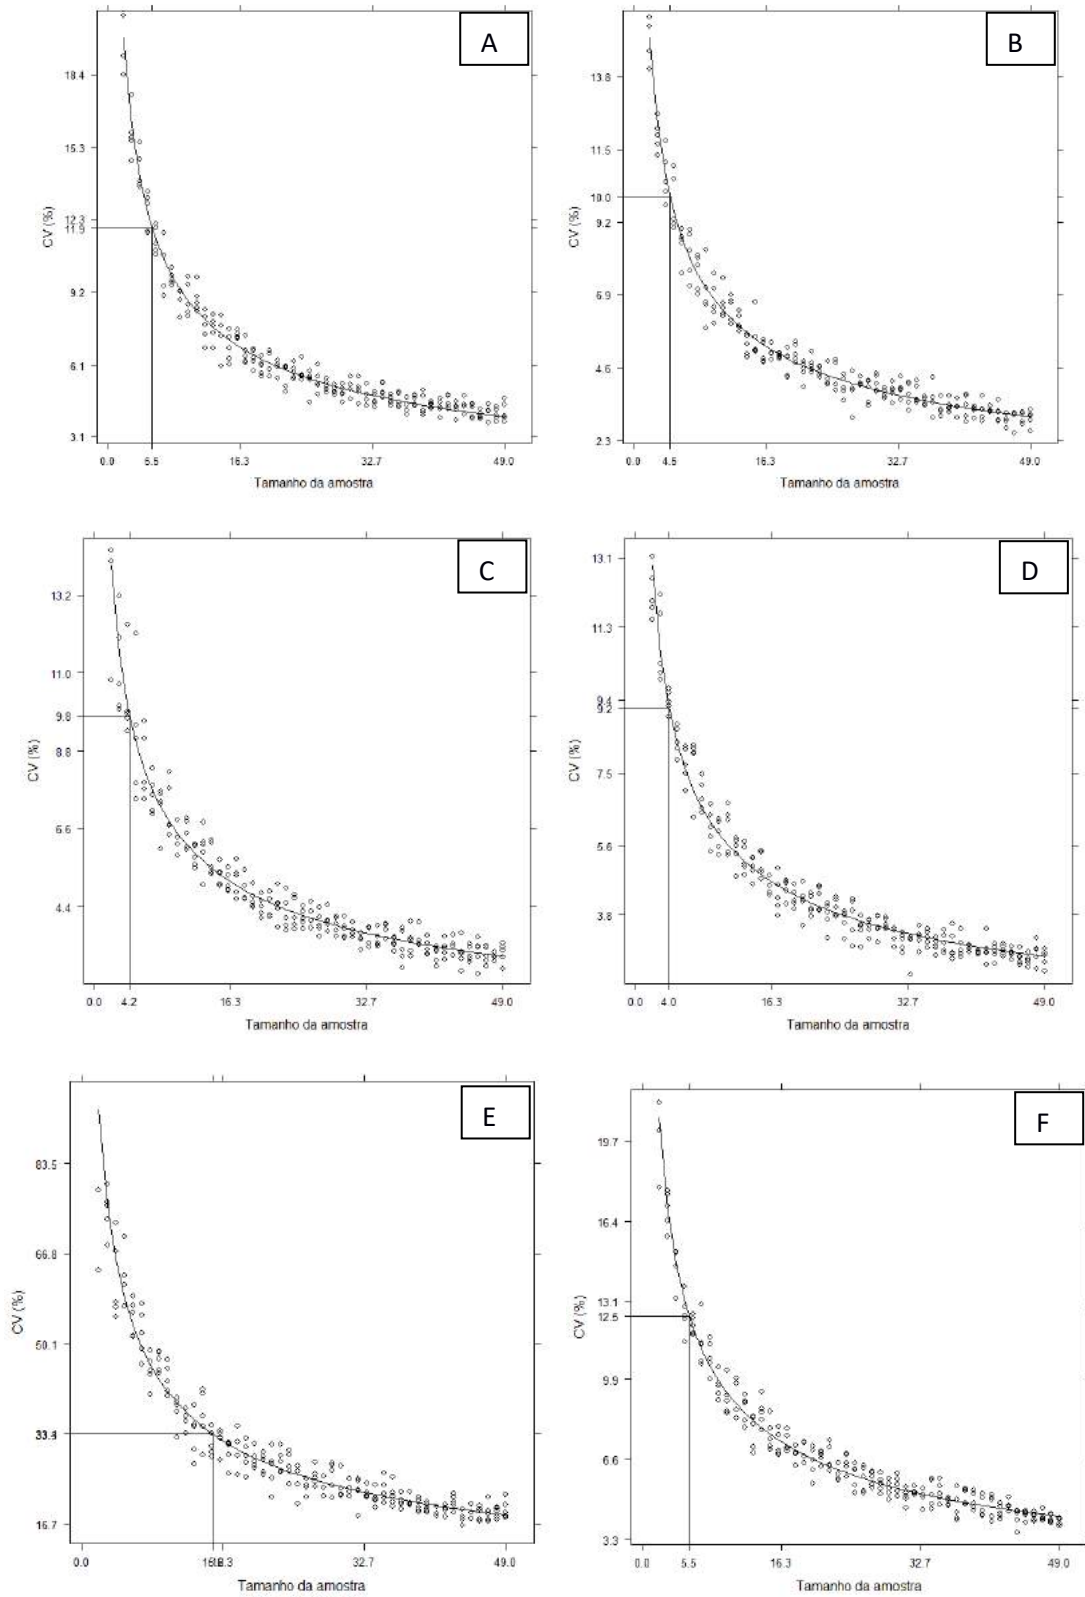 A
CV (%)
18.4
15.3
12.3
11.9
9.2
6.1
3.1
0.0 5.5 16.3 32.7 49.0
Tamanho da amostra
B
CV (%)
13.8
11.5
10.0
9.2
6.9
4.6
2.3
0.0 4.5 16.3 32.7 49.0
Tamanho da amostra
C
CV (%)
13.2
11.0
9.8
8.8
6.6
4.4
0.0 4.2 16.3 32.7 49.0
Tamanho da amostra
D
CV (%)
13.1
11.3
9.4
9.2
7.5
5.6
3.8
0.0 4.0 16.3 32.7 49.0
Tamanho da amostra
E
CV (%)
83.5
66.8
50.1
16.7
0.0 16.3 32.7 49.0
Tamanho da amostra
F
CV (%)
19.7
16.4
13.1
12.5
9.9
6.6
3.3
0.0 5.5 16.3 32.7 49.0
Tamanho da amostra